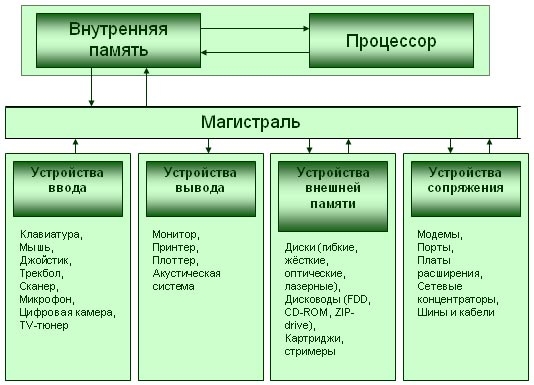 Внутренняя
память
Процессор
Магистраль
Устройства
ввода
Клавиатура,
Мышь,
Джойстик,
Трекбол,
Сканер,
Микрофон,
Цифровая камера,
TV-тюнер
Устройства
вывода
Монитор,
Принтер,
Плоттер,
Акустическая
система
Устройства
внешней
памяти
Диски (гибкие,
жёсткие,
оптические,
лазерные),
Дисководы (FDD,
CD-ROM, ZIP-
drive),
Картриджи,
стримеры
Устройства
сопряжения
Модемы,
Порты,
Платы
расширения,
Сетевые
концентраторы,
Шины и кабели